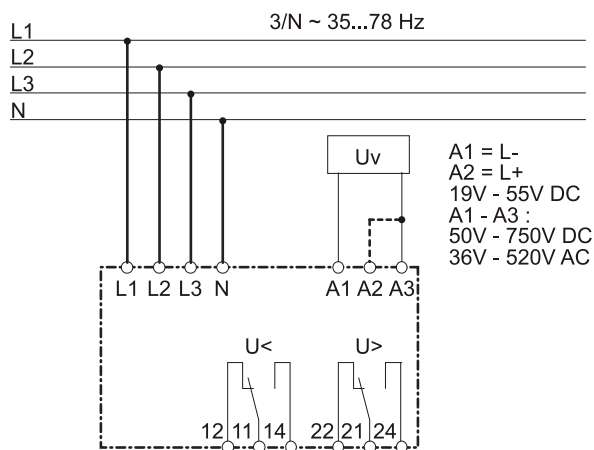 3/N ~ 35...78 Hz
L1
L2
L3
N
Uv
A1 = L-
A2 = L+
19V - 55V DC
A1 - A3 :
50V - 750V DC
36V - 520V AC
L1 L2 L3 N A1 A2 A3
U< U>
12 11 14 22 21 24